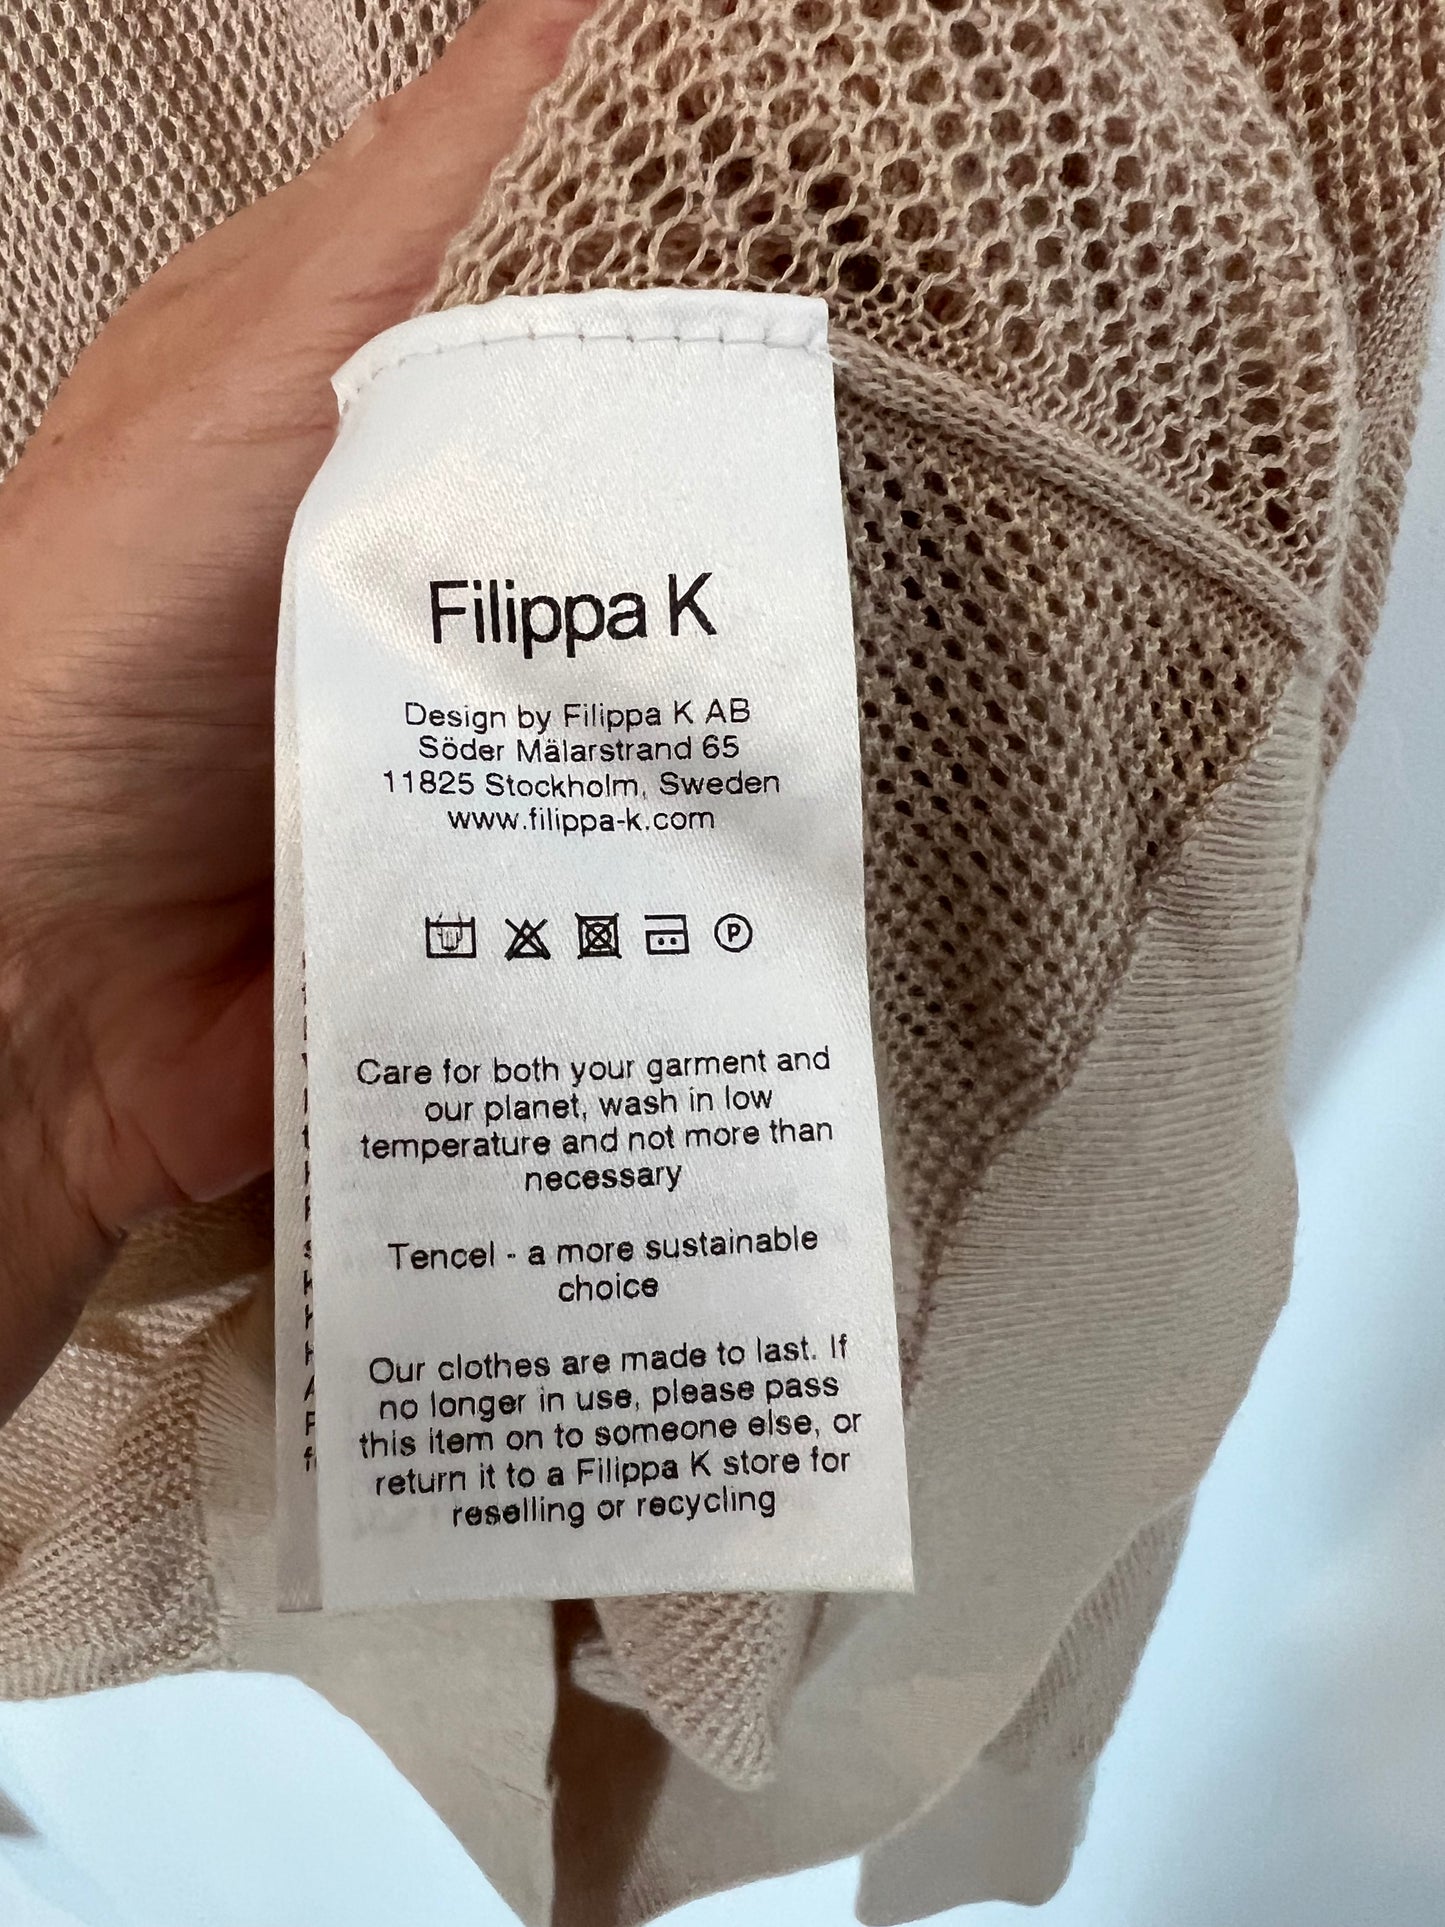 Filippa K
Design by Filippa K AB
Söder Mälarstrand 65
11825 Stockholm, Sweden
www.filippa-k.com
P
Care for both your garment and
our planet, wash in low
temperature and not more than
necessary
Tencel - a more sustainable
choice
Our clothes are made to last. If
no longer in use, please pass
this item on to someone else, or
return it to a Filippa K store for
reselling or recycling